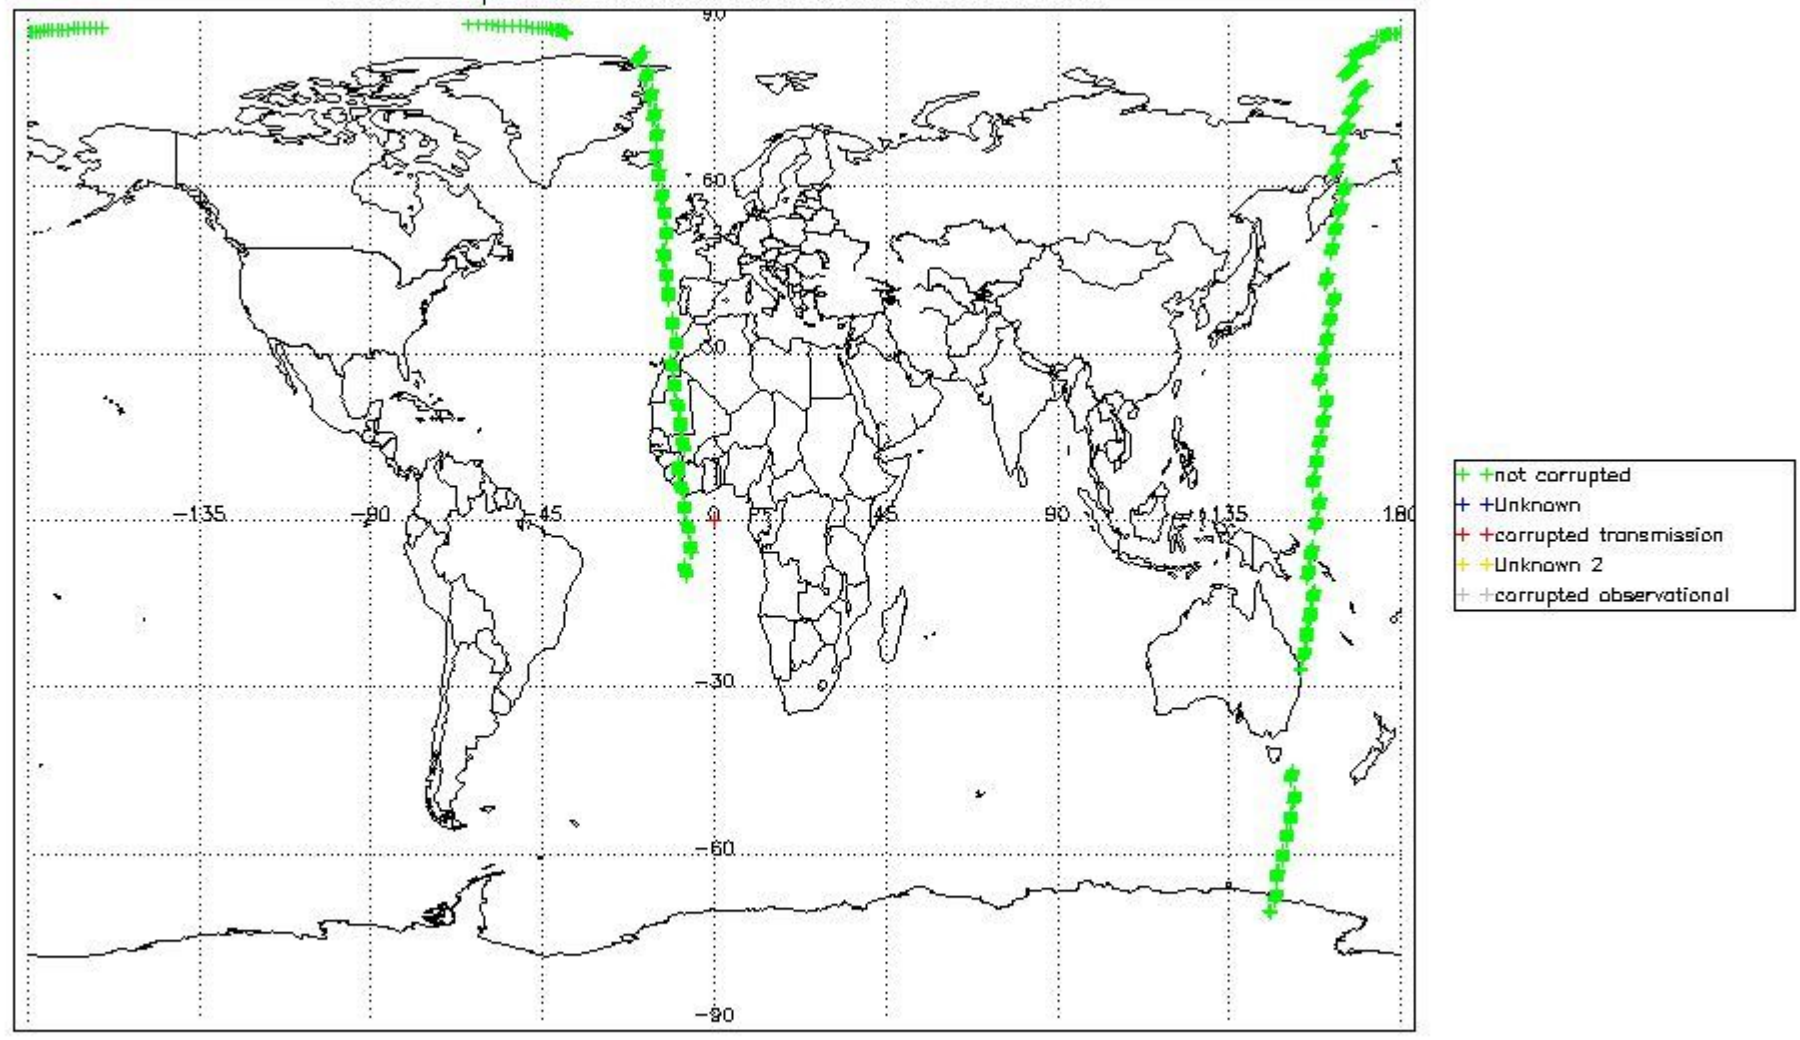 90
60
30
-135
-90
-45
0
45
90
135
180
-30
-60
-90
not corrupted
Unknown
corrupted transmission
Unknown 2
corrupted observational